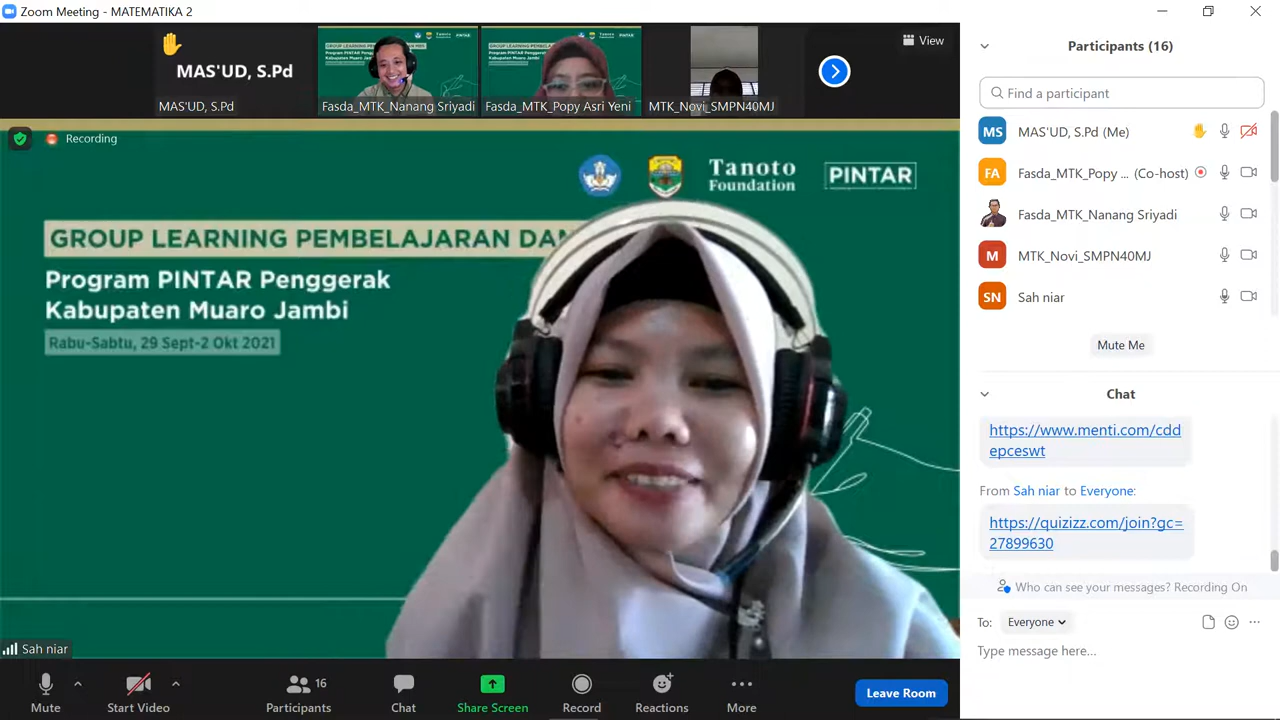 Zoom Meeting - MATEMATIKA 2
MAS'UD, S.Pd
MAS'UD, S.Pd
Fasda_MTK_Nanang Sriyadi
Fasda_MTK_Popy Asri Yeni
MTK_Novi_SMPN40MJ
View
Recording
Tanoto
Foundation
PINTAR
GROUP LEARNING PEMBELAJARAN
Program PINTAR Penggerak
Kabupaten Muaro Jambi
Rabu-Sabtu, 29 Sept-2 Okt 2021
Sah niar
Mute
Start Video
16
Participants
Chat
Share Screen
Record
Reactions
More
Leave Room
Participants (16)
Find a participant
MS MAS'UD, S.Pd (Me)
FA Fasda_MTK_Popy ... (Co-host)
Fasda_MTK_Nanang Sriyadi
M MTK_Novi_SMPN40MJ
SN Sah niar
Mute Me
Chat
https://www.menti.com/cdd
epceswt
From Sah niar to Everyone:
https://quizizz.com/join?gc=
27899630
Who can see your messages? Recording On
To: Everyone
Type message here...